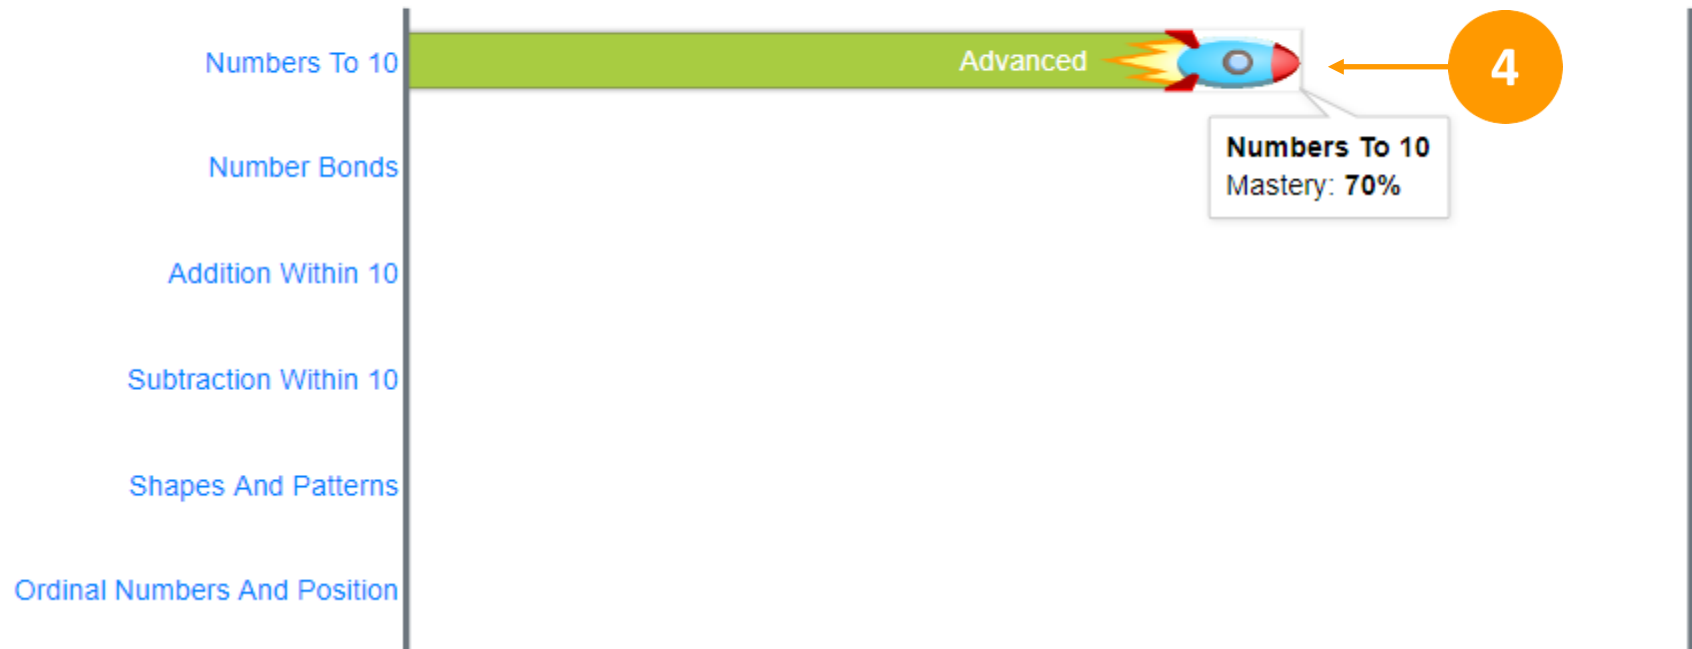 Numbers To 10
Advanced
4
Numbers To 10
Mastery: 70%
Number Bonds
Addition Within 10
Subtraction Within 10
Shapes And Patterns
Ordinal Numbers And Position